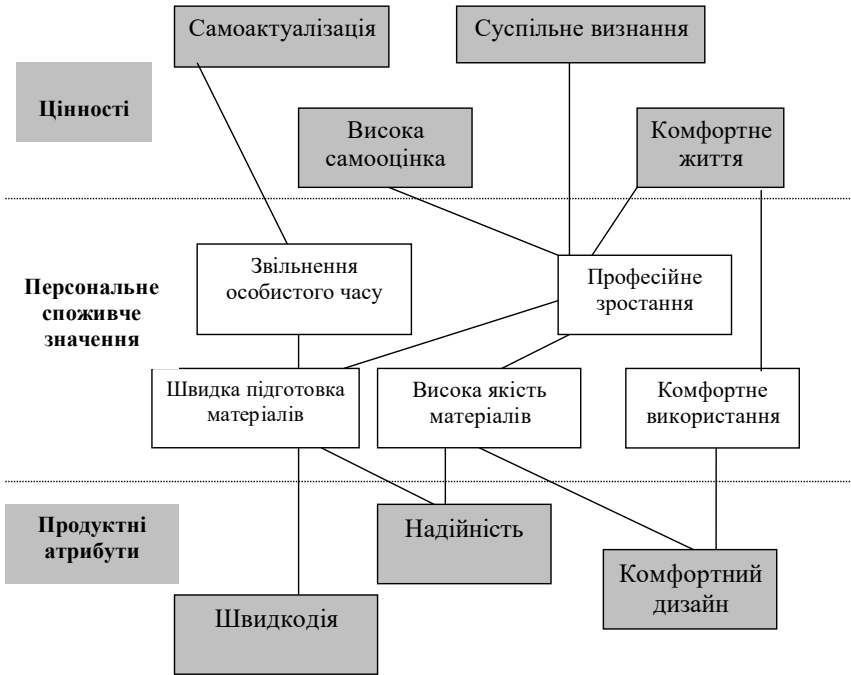 Самоактуалізація
Суспільне визнання
Цінності
Висока
самооцінка
Комфортне
життя
Персональне
споживче
значення
Звільнення
особистого часу
Професійне
зростання
Швидка підготовка
матеріалів
Висока якість
матеріалів
Комфортне
використання
Продуктні
атрибути
Надійність
Комфортний
дизайн
Швидкодія